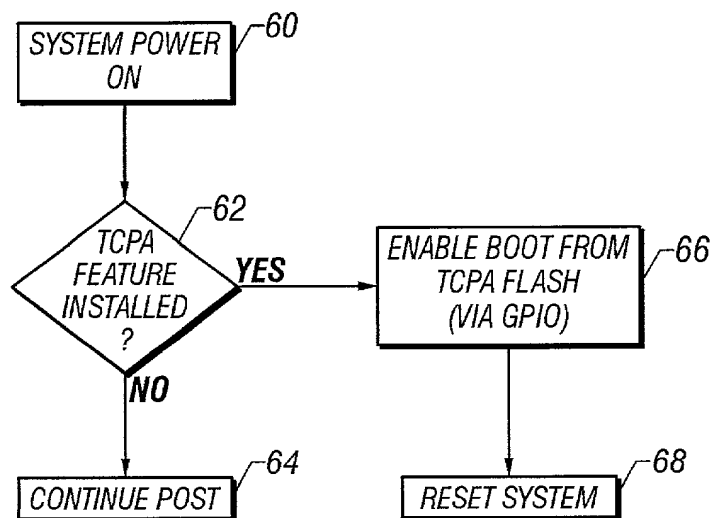 SYSTEM POWER
ON
60
TCPA
FEATURE
INSTALLED
?
62
YES
NO
ENABLE BOOT FROM
TCPA FLASH
(VIA GPIO)
66
CONTINUE POST
64
RESET SYSTEM
68